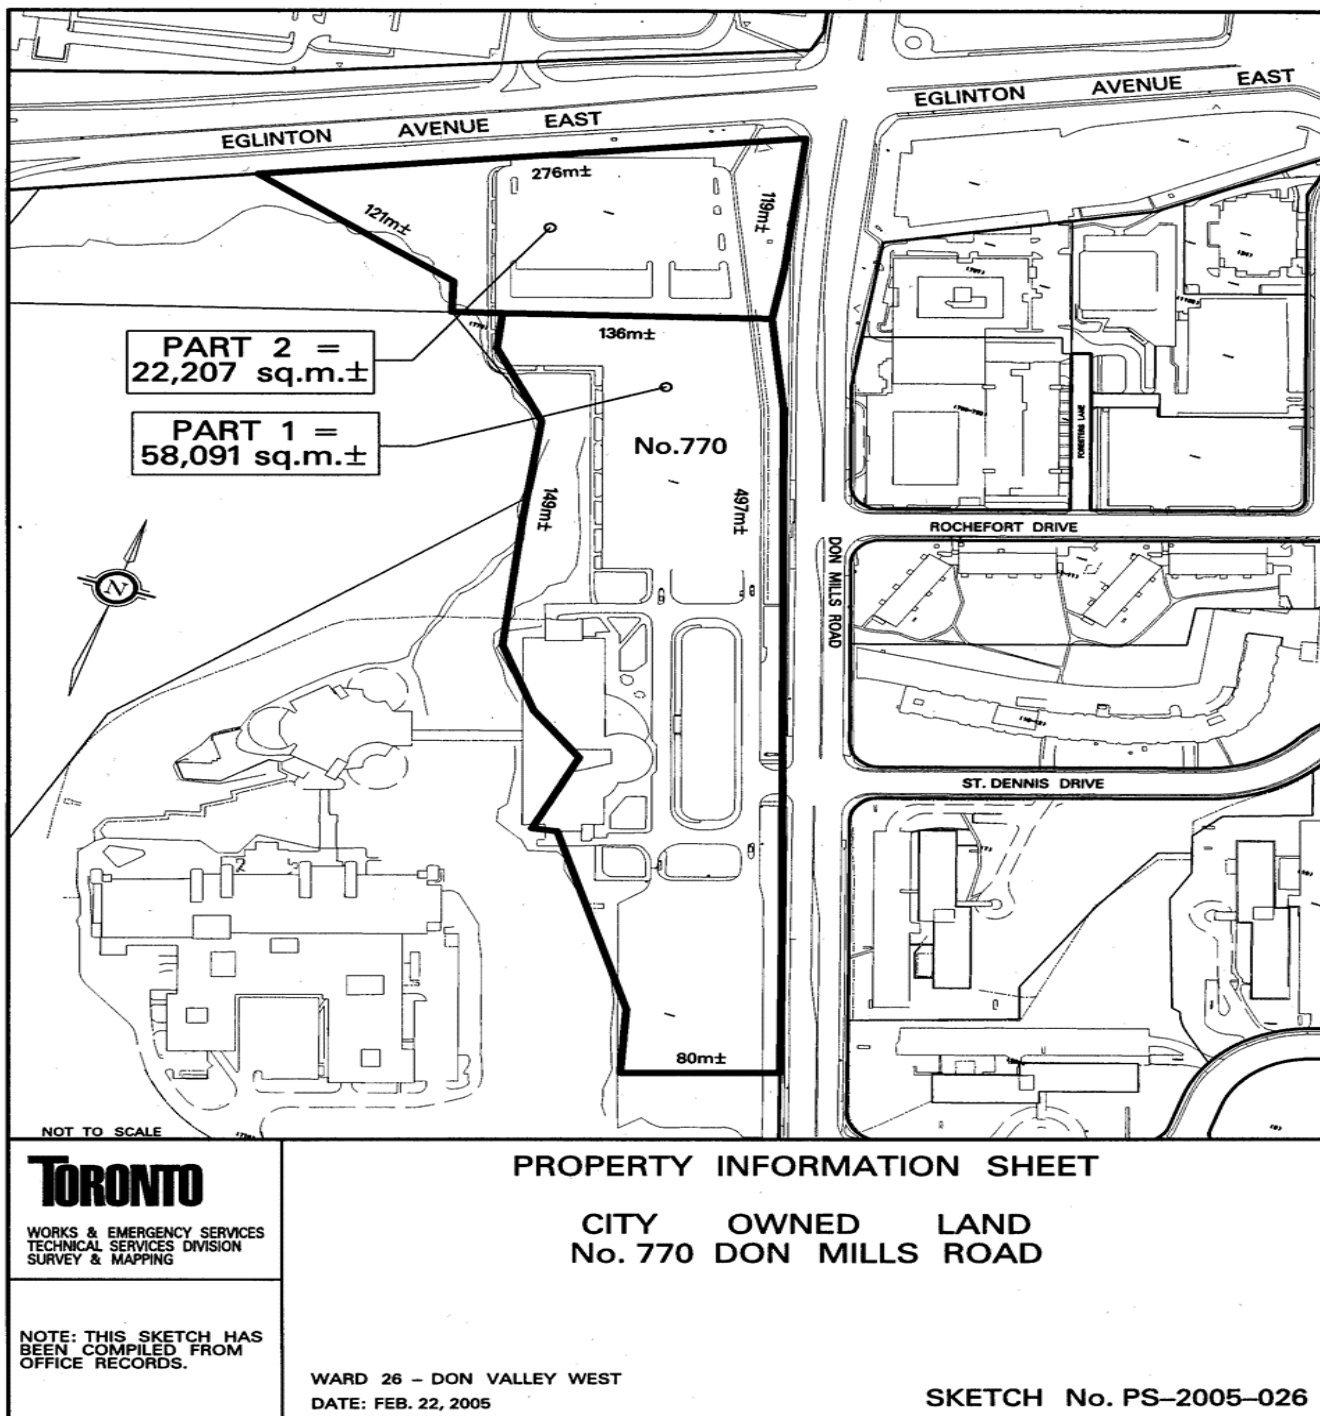 EGLINTON AVENUE EAST
EGLINTON AVENUE EAST
276m±
121m±
119m±
136m±
PART 2 =
22,207 sq.m.±
PART 1 =
58,091 sq.m.±
No.770
149m±
497m±
FORESTERS LANE
ROCHEFORT DRIVE
DON MILLS ROAD
N
ST. DENNIS DRIVE
2
80m±
NOT TO SCALE
TORONTO
WORKS & EMERGENCY SERVICES
TECHNICAL SERVICES DIVISION
SURVEY & MAPPING
NOTE: THIS SKETCH HAS
BEEN COMPILED FROM
OFFICE RECORDS.
PROPERTY INFORMATION SHEET
CITY OWNED LAND
No. 770 DON MILLS ROAD
WARD 26 – DON VALLEY WEST
DATE: FEB. 22, 2005
SKETCH No. PS–2005–026